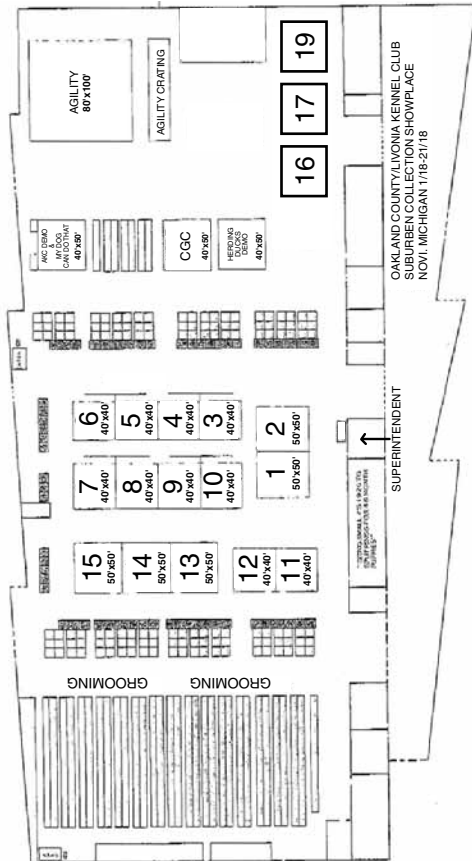 AGILITY
80'x100'
AGILITY CRATING
19
17
16
AKC DEMO
&
MY DOG
CAN DO THAT
40'x50'
CGC
40'x50'
HERDING
DUCKS
DEMO
40'x50'
OAKLAND COUNTY/LIVONIA KENNEL CLUB
SUBURBEN COLLECTION SHOWPLACE
NOVI. MICHIGAN 1/18-21/18
6
40'x40'
5
40'x40'
4
40'x40'
3
40'x40'
2
50'x50'
7
40'x40'
8
40'x40'
9
40'x40'
10
40'x40'
1
50'x50'
SUPERINTENDENT
15
50'x50'
14
50'x50'
13
50'x50'
12
40'x40'
11
40'x40'
GROOMING
GROOMING